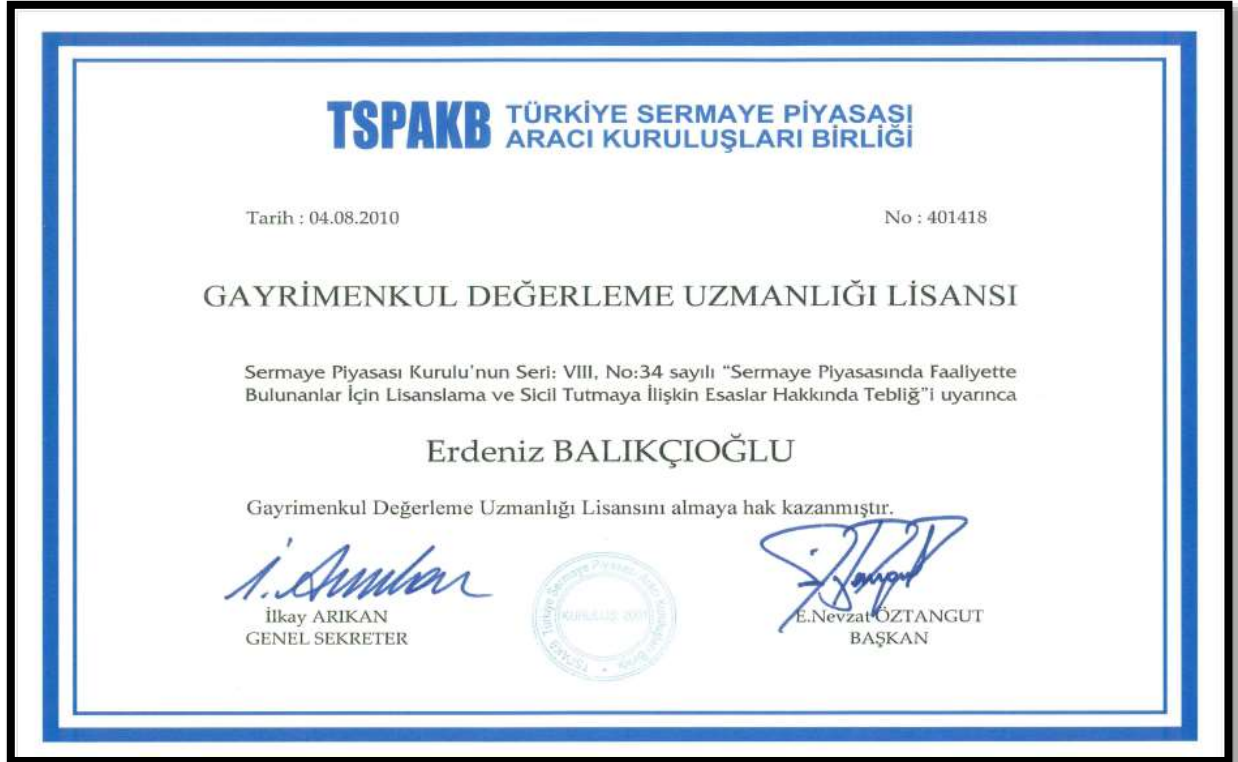 TSPAKB TÜRKİYE SERMAYE PİYASASI
ARACI KURULUŞLARI BİRLİĞİ
Tarih : 04.08.2010
No : 401418
GAYRİMENKUL DEĞERLEME UZMANLIĞI LİSANSI
Sermaye Piyasası Kurulu'nun Seri: VIII, No:34 sayılı “Sermaye Piyasasında Faaliyette
Bulunanlar İçin Lisanslama ve Sicil Tutmaya İlişkin Esaslar Hakkında Tebliğ”i uyarınca
Erdeniz BALIKÇIOĞLU
Gayrimenkul Değerleme Uzmanlığı Lisansını almaya hak kazanmıştır.
İlkay ARIKAN
GENEL SEKRETER
KURULUŞ 2001
E.Nevzat ÖZTANGUT
BAŞKAN